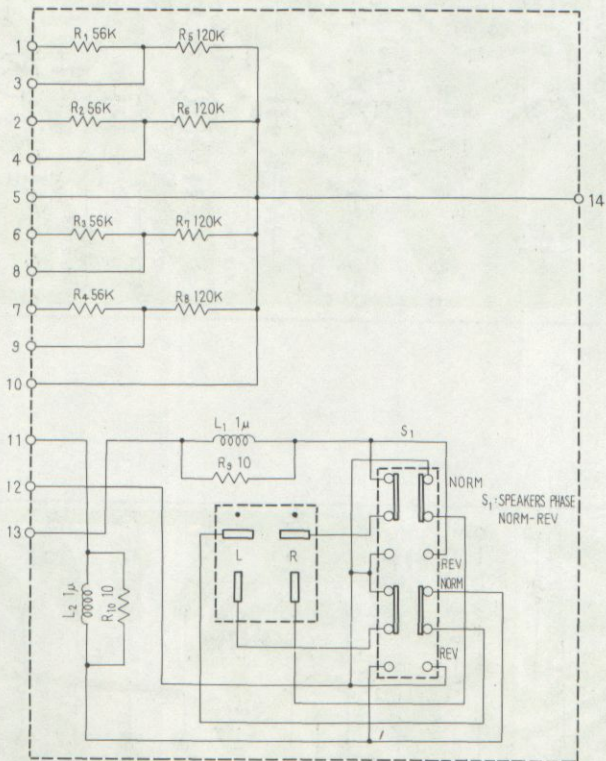 1 R1 56K R5 120K
3
2 R2 56K R6 120K
4
5 14
6 R3 56K R7 120K
8
7 R4 56K R8 120K
9
10
11 L1 1μ S1
R9 10
12 NORM
S1:SPEAKERS PHASE
NORM-REV
13
L R REV
NORM
L2 1μ R10 10
REV